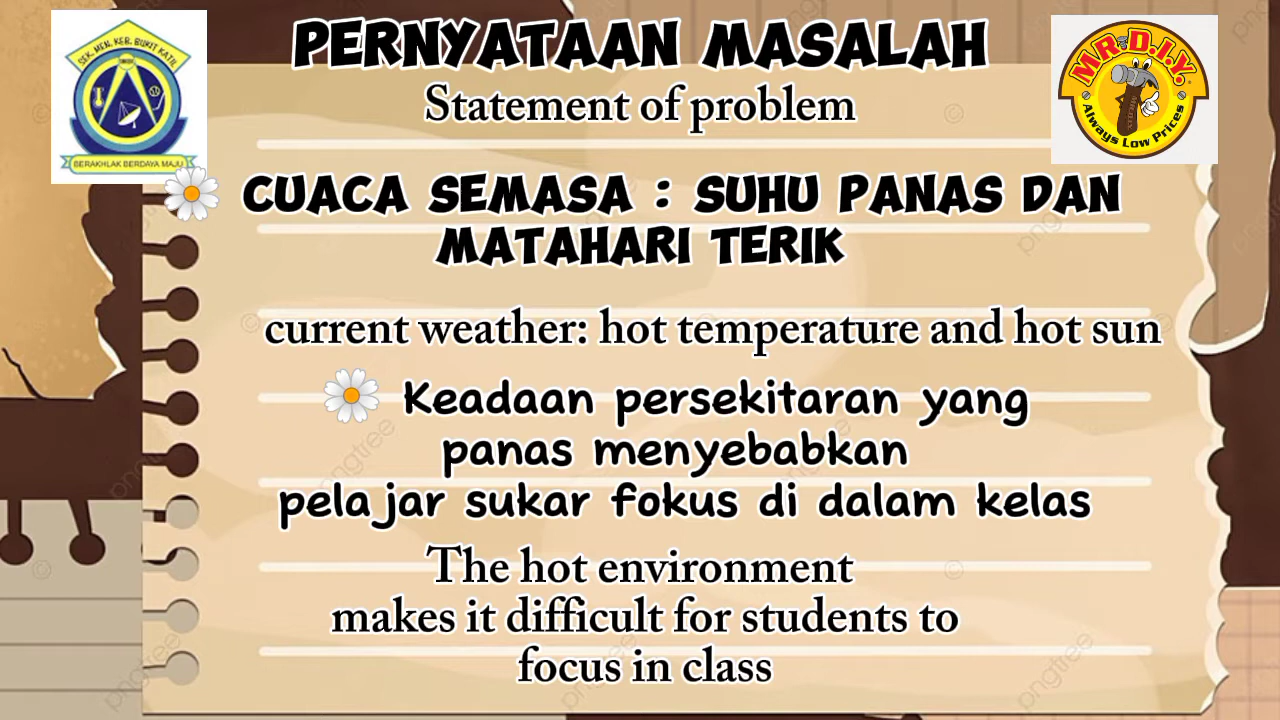 SEK. MEN. KEB. BUKIT KATIL
BERAKHLAK BERDAYA MAJU
PERNYATAAN MASALAH
Statement of problem
MR. D.I.Y.
Always Low Prices
CUACA SEMASA : SUHU PANAS DAN
MATAHARI TERIK
current weather: hot temperature and hot sun
Keadaan persekitaran yang
panas menyebabkan
pelajar sukar fokus di dalam kelas
The hot environment
makes it difficult for students to
focus in class
pngtree